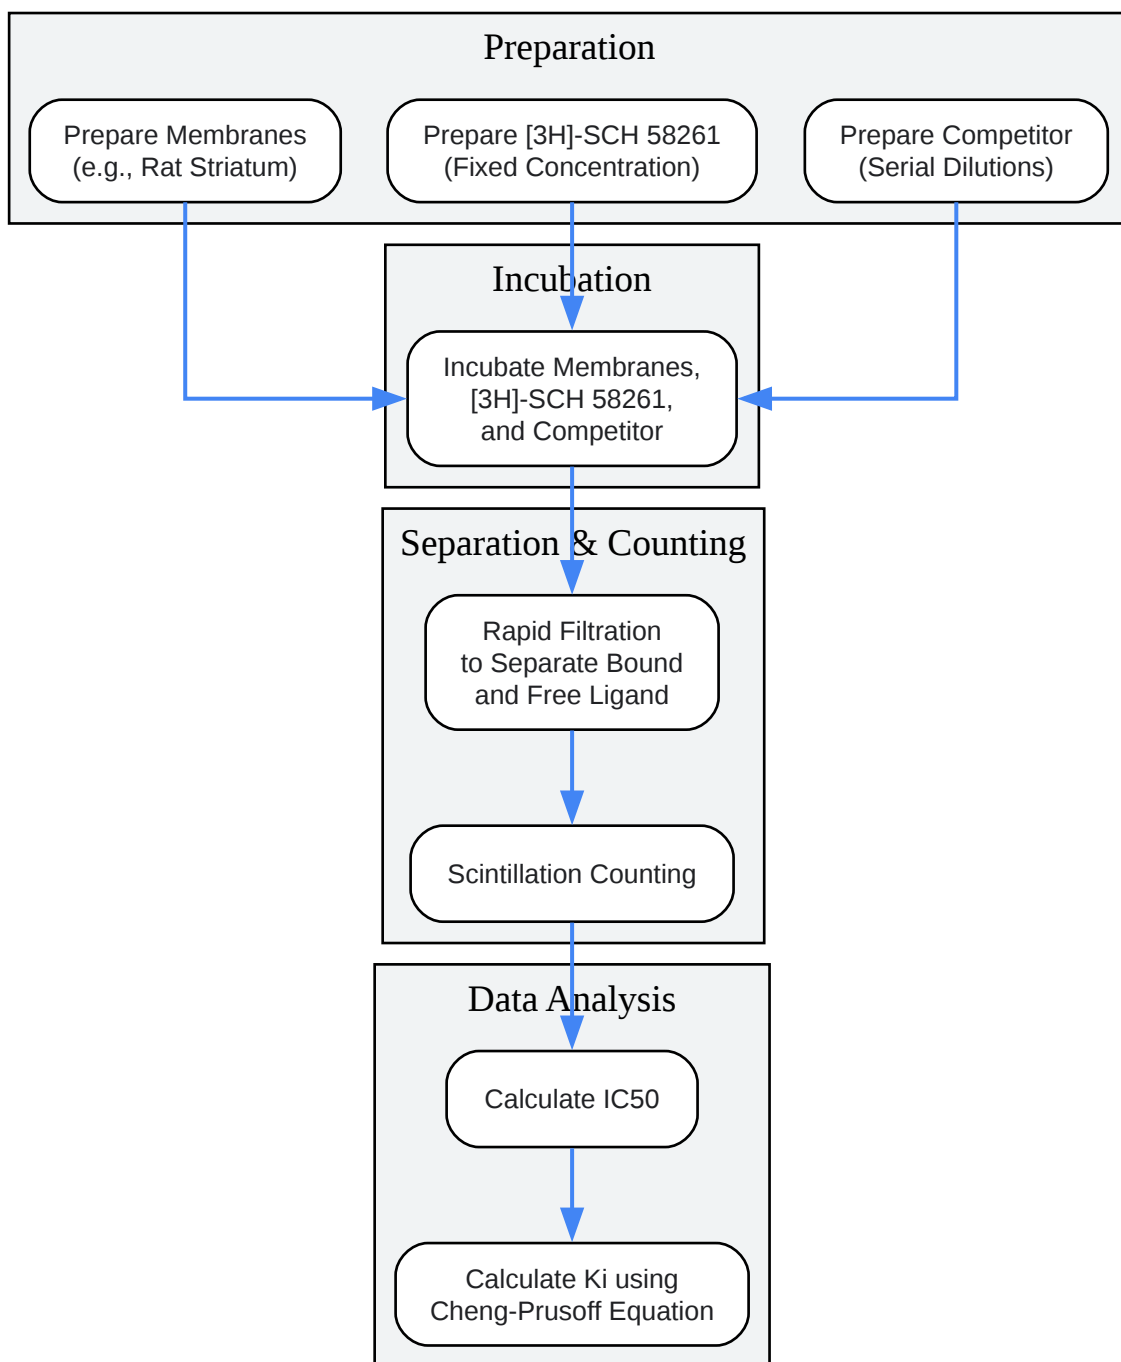 Preparation
Prepare Membranes
(e.g., Rat Striatum)
Prepare [3H]-SCH 58261
(Fixed Concentration)
Prepare Competitor
(Serial Dilutions)
Incubation
Incubate Membranes,
[3H]-SCH 58261,
and Competitor
Separation & Counting
Rapid Filtration
to Separate Bound
and Free Ligand
Scintillation Counting
Data Analysis
Calculate IC50
Calculate Ki using
Cheng-Prusoff Equation